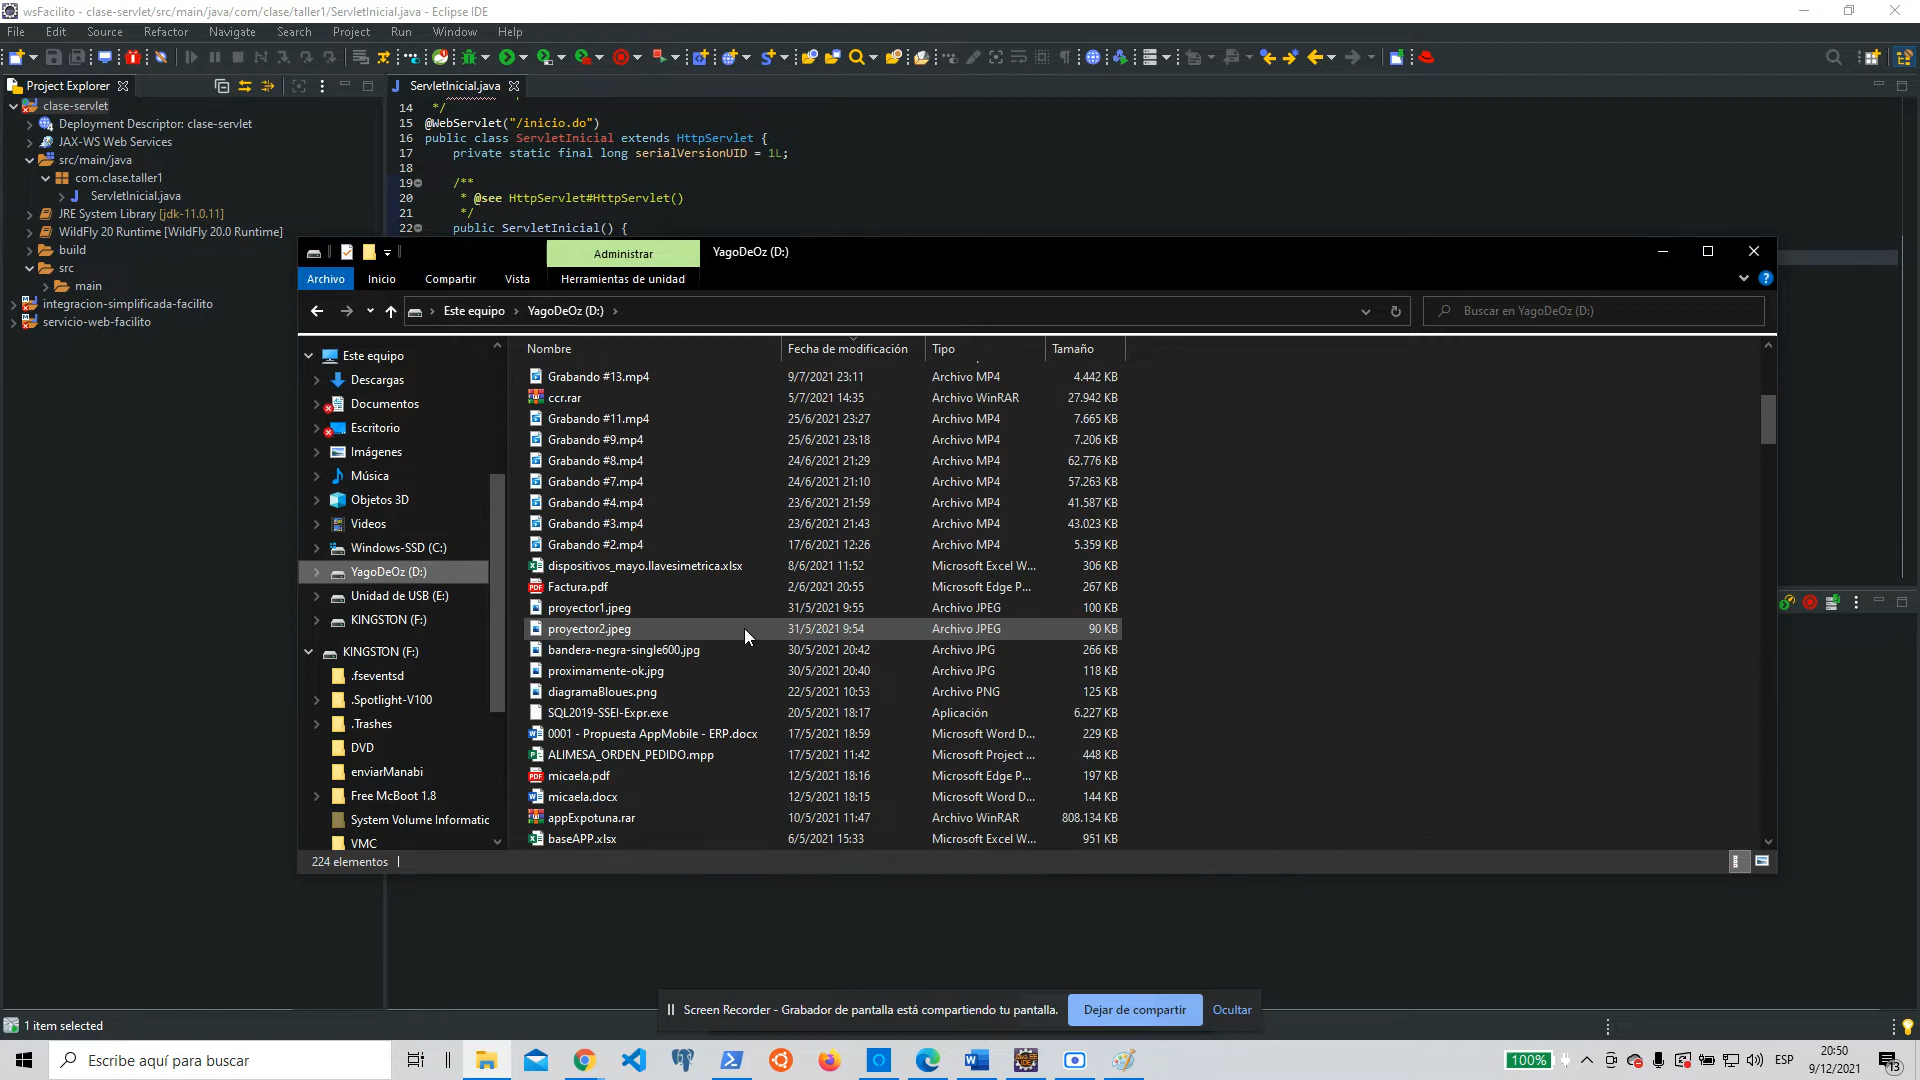 wsFacilito - clase-servlet/src/main/java/com/clase/taller1/ServletInicial.java - Eclipse IDE
File Edit Source Refactor Navigate Search Project Run Window Help
Project Explorer
ServletInicial.java
clase-servlet
Deployment Descriptor: clase-servlet
JAX-WS Web Services
src/main/java
com.clase.taller1
ServletInicial.java
JRE System Library [jdk-11.0.11]
WildFly 20 Runtime [WildFly 20.0 Runtime]
build
src
main
integracion-simplificada-facilito
servicio-web-facilito
14 */
15 @WebServlet("/inicio.do")
16 public class ServletInicial extends HttpServlet {
17 private static final long serialVersionUID = 1L;
18
19 /**
20 * @see HttpServlet#HttpServlet()
21 */
22 public ServletInicial() {
Administrar YagoDeOz (D:)
Archivo Inicio Compartir Vista Herramientas de unidad
Este equipo YagoDeOz (D:)
Buscar en YagoDeOz (D:)
Este equipo
Descargas
Documentos
Escritorio
Imágenes
Música
Objetos 3D
Videos
Windows-SSD (C:)
YagoDeOz (D:)
Unidad de USB (E:)
KINGSTON (F:)
KINGSTON (F:)
.fseventsd
.Spotlight-V100
.Trashes
DVD
enviarManabi
Free McBoot 1.8
System Volume Informatic
VMC
Nombre Fecha de modificación Tipo Tamaño
Grabando #13.mp4 9/7/2021 23:11 Archivo MP4 4.442 KB
ccr.rar 5/7/2021 14:35 Archivo WinRAR 27.942 KB
Grabando #11.mp4 25/6/2021 23:27 Archivo MP4 7.665 KB
Grabando #9.mp4 25/6/2021 23:18 Archivo MP4 7.206 KB
Grabando #8.mp4 24/6/2021 21:29 Archivo MP4 62.776 KB
Grabando #7.mp4 24/6/2021 21:10 Archivo MP4 57.263 KB
Grabando #4.mp4 23/6/2021 21:59 Archivo MP4 41.587 KB
Grabando #3.mp4 23/6/2021 21:43 Archivo MP4 43.023 KB
Grabando #2.mp4 17/6/2021 12:26 Archivo MP4 5.359 KB
dispositivos_mayo.llavesimetrica.xlsx 8/6/2021 11:52 Microsoft Excel W... 306 KB
Factura.pdf 2/6/2021 20:55 Microsoft Edge P... 267 KB
proyector1.jpeg 31/5/2021 9:55 Archivo JPEG 100 KB
proyector2.jpeg 31/5/2021 9:54 Archivo JPEG 90 KB
bandera-negra-single600.jpg 30/5/2021 20:42 Archivo JPG 266 KB
proximamente-ok.jpg 30/5/2021 20:40 Archivo JPG 118 KB
diagramaBloues.png 22/5/2021 10:53 Archivo PNG 125 KB
SQL2019-SSEI-Expr.exe 20/5/2021 18:17 Aplicación 6.227 KB
0001 - Propuesta AppMobile - ERP.docx 17/5/2021 18:59 Microsoft Word D... 229 KB
ALIMESA_ORDEN_PEDIDO.mpp 17/5/2021 11:42 Microsoft Project ... 448 KB
micaela.pdf 12/5/2021 18:16 Microsoft Edge P... 197 KB
micaela.docx 12/5/2021 18:15 Microsoft Word D... 144 KB
appExpotuna.rar 10/5/2021 11:47 Archivo WinRAR 808.134 KB
baseAPP.xlsx 6/5/2021 15:33 Microsoft Excel W... 951 KB
224 elementos
Screen Recorder - Grabador de pantalla está compartiendo tu pantalla. Dejar de compartir Ocultar
1 item selected
Escribe aquí para buscar
100% ESP 20:50
9/12/2021
13